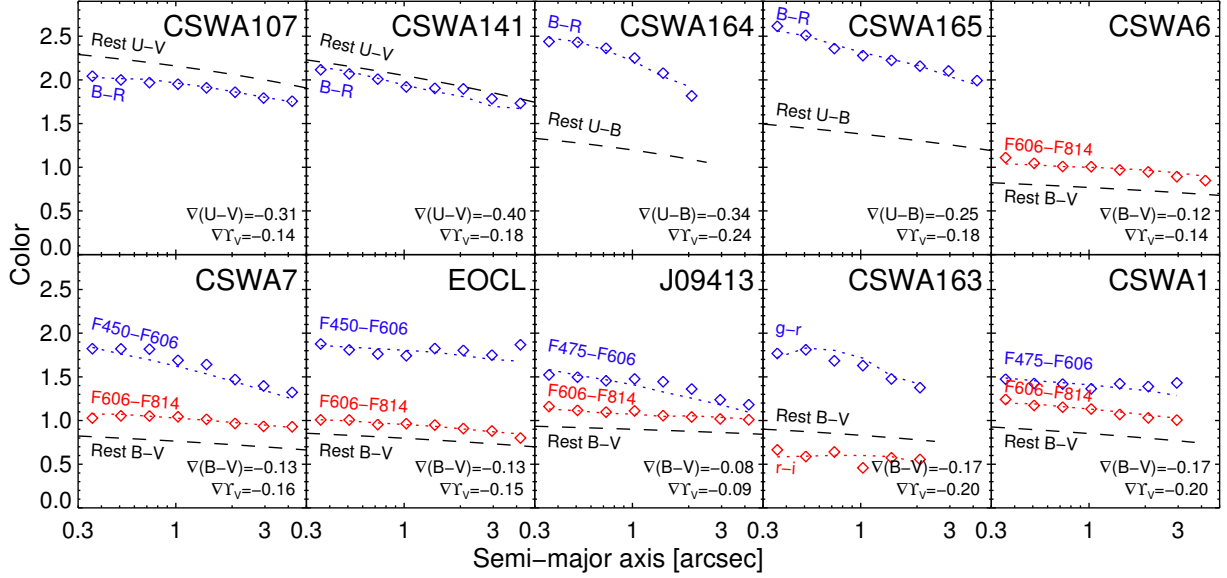 CSWA107
CSWA141
CSWA164
CSWA165
CSWA6
Rest U−V
B−R
∇(U−V)=−0.31
∇ϒV=−0.14
Rest U−V
B−R
∇(U−V)=−0.40
∇ϒV=−0.18
B−R
Rest U−B
∇(U−B)=−0.34
∇ϒV=−0.24
B−R
Rest U−B
∇(U−B)=−0.25
∇ϒV=−0.18
F606−F814
Rest B−V
∇(B−V)=−0.12
∇ϒV=−0.14
2.5
2.0
1.5
1.0
0.5
0.0
Color
CSWA7
EOCL
J09413
CSWA163
CSWA1
F450−F606
F606−F814
Rest B−V
∇(B−V)=−0.13
∇ϒV=−0.16
F450−F606
F606−F814
Rest B−V
∇(B−V)=−0.13
∇ϒV=−0.15
F475−F606
F606−F814
Rest B−V
∇(B−V)=−0.08
∇ϒV=−0.09
g−r
Rest B−V
r−i
∇(B−V)=−0.17
∇ϒV=−0.20
F475−F606
F606−F814
Rest B−V
∇(B−V)=−0.17
∇ϒV=−0.20
2.5
2.0
1.5
1.0
0.5
0.0
0.3 1 3 0.3 1 3 0.3 1 3 0.3 1 3 0.3 1 3
Semi−major axis [arcsec]